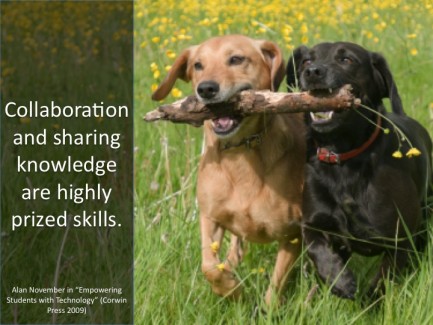 Collaboration
and sharing
knowledge
are highly
prized skills.
Alan November in "Empowering
Students with Technology" (Corwin
Press 2009)